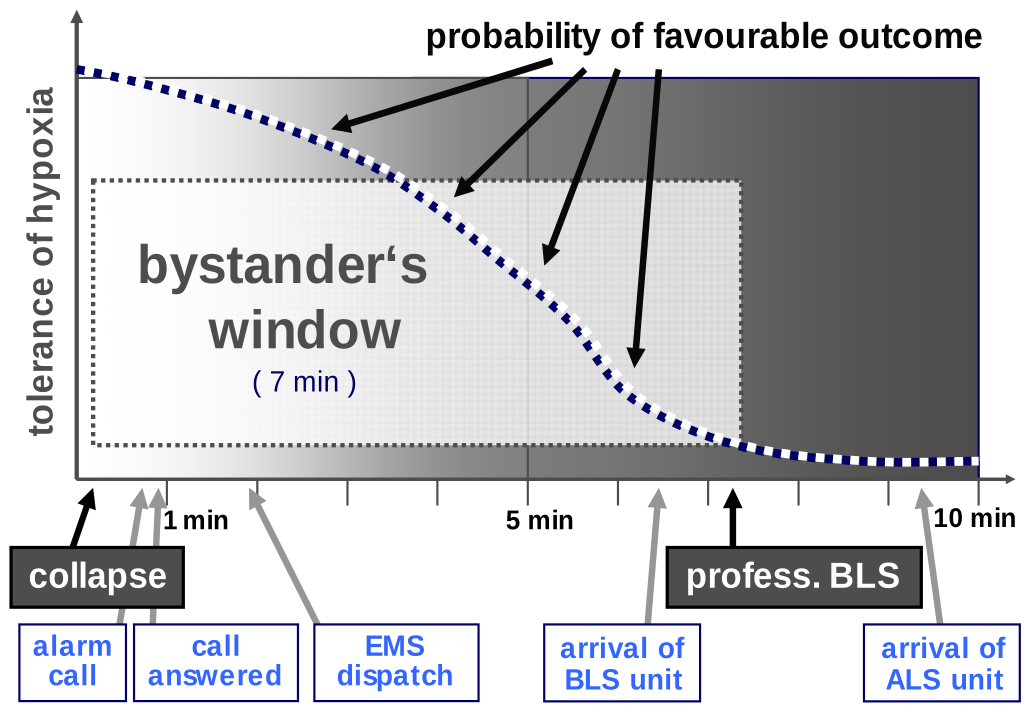 probability of favourable outcome
tolerance of hypoxia
bystander‘s
window
( 7 min )
1 min
5 min
10 min
collapse
profess. BLS
alarm
call
call
answered
EMS
dispatch
arrival of
BLS unit
arrival of
ALS unit